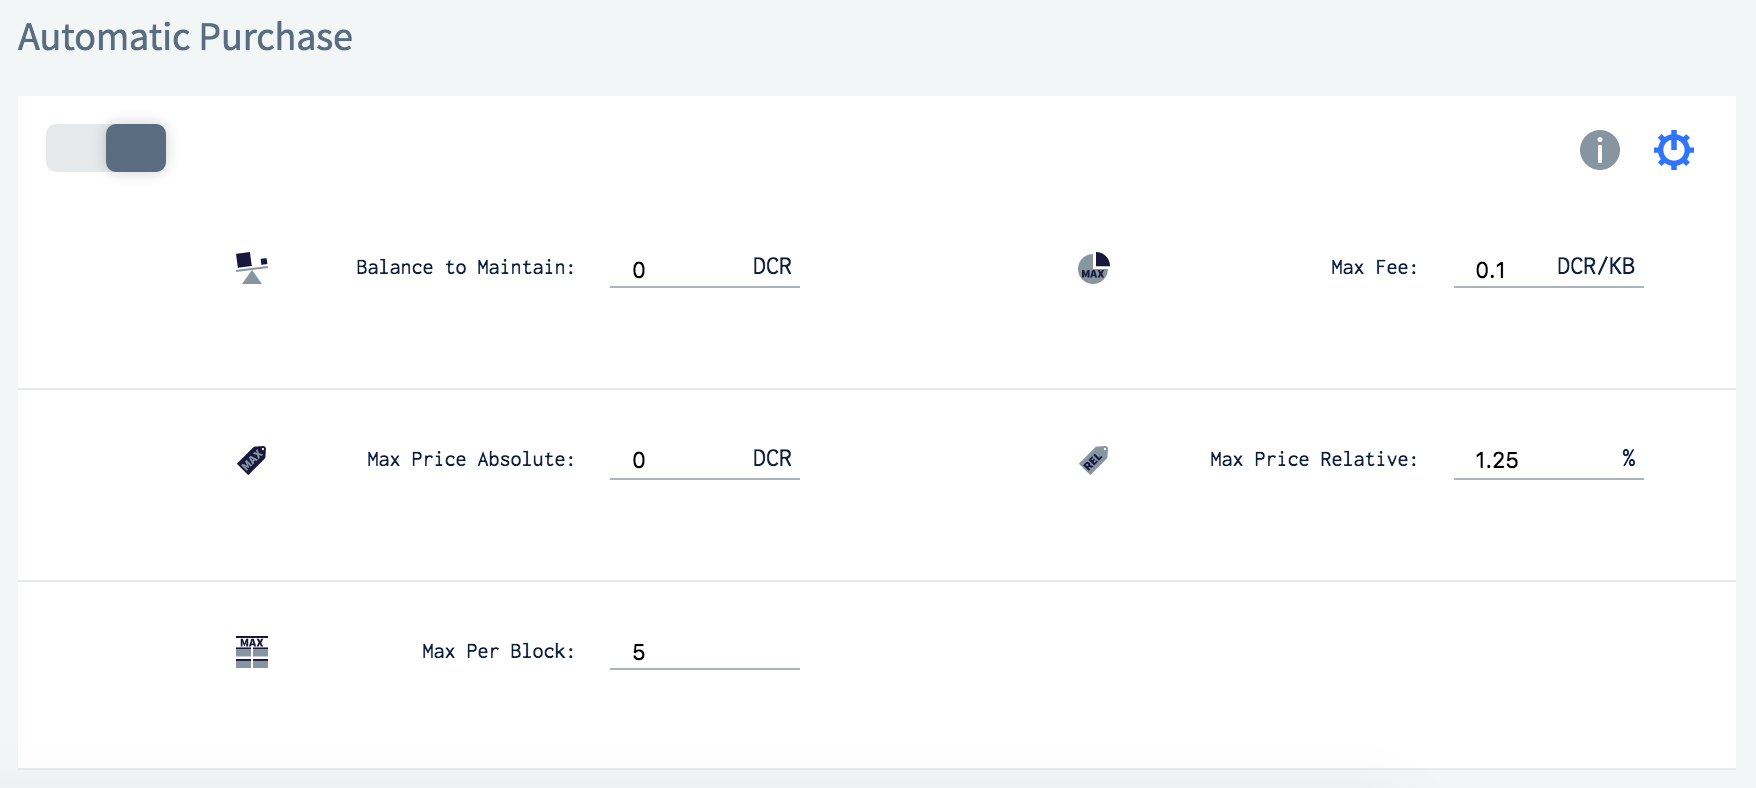 Automatic Purchase
Balance to Maintain: 0 DCR
MAX
Max Fee: 0.1 DCR/KB
MAX
Max Price Absolute: 0 DCR
REL
Max Price Relative: 1.25 %
MAX
Max Per Block: 5